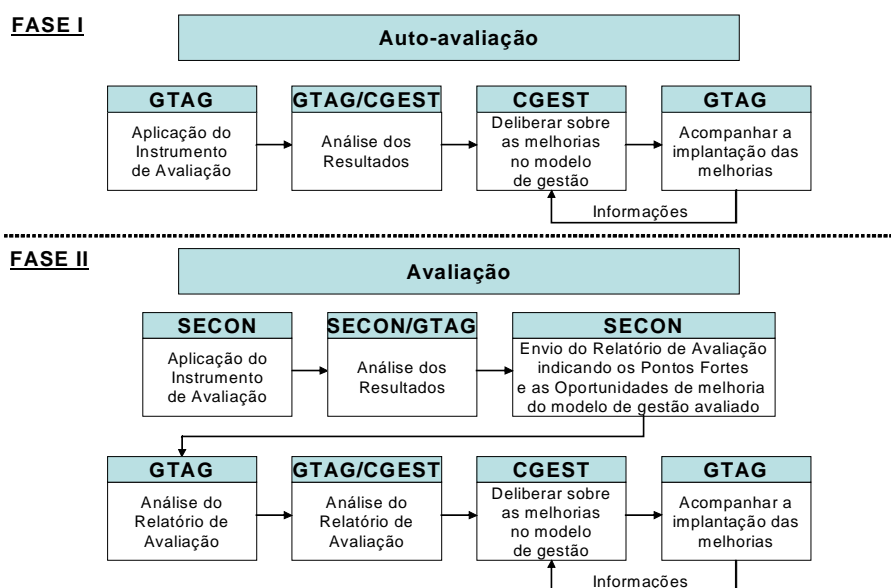 FASE I
Auto-avaliação
GTAG
Aplicação do
Instrumento
de Avaliação
GTAG/CGEST
Análise dos
Resultados
CGEST
Deliberar sobre
as melhorias
no modelo
de gestão
GTAG
Acompanhar a
implantação das
melhorias
Informações
FASE II
Avaliação
SECON
Aplicação do
Instrumento
de Avaliação
SECON/GTAG
Análise dos
Resultados
SECON
Envio do Relatório de Avaliação
indicando os Pontos Fortes
e as Oportunidades de melhoria
do modelo de gestão avaliado
GTAG
Análise do
Relatório de
Avaliação
GTAG/CGEST
Análise do
Relatório de
Avaliação
CGEST
Deliberar sobre
as melhorias
no modelo
de gestão
GTAG
Acompanhar a
implantação das
melhorias
Informações